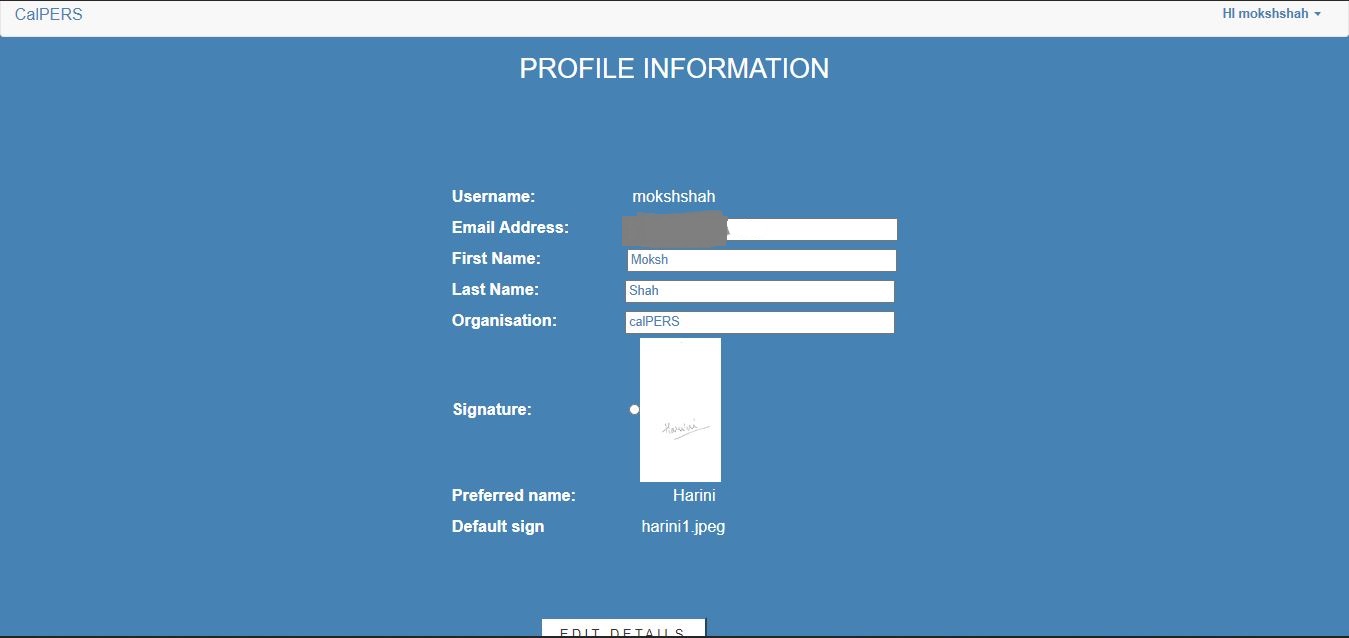 CalPERS HI mokshshah
PROFILE INFORMATION
Username: mokshshah
Email Address:
First Name: Moksh
Last Name: Shah
Organisation: calPERS
Signature: Harini
Preferred name: Harini
Default sign harini1.jpeg
EDIT DETAILS